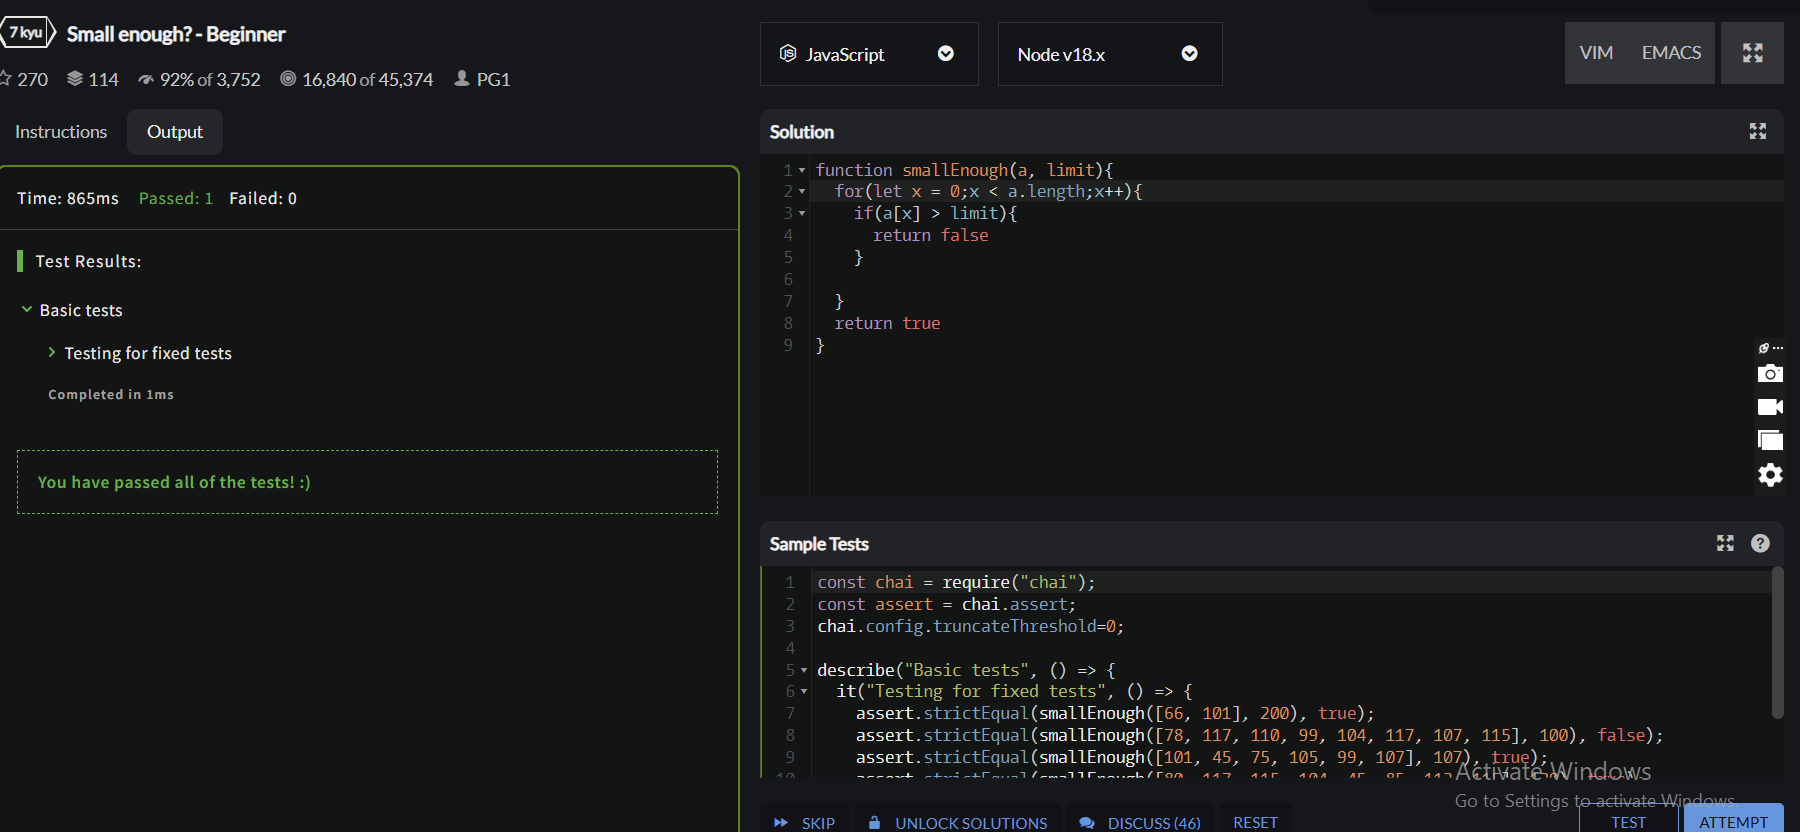 7 kyu Small enough? - Beginner
270 114 92% of 3,752 16,840 of 45,374 PG1
Instructions Output
Time: 865ms Passed: 1 Failed: 0
Test Results:
Basic tests
Testing for fixed tests
Completed in 1ms
You have passed all of the tests! :)
JavaScript Node v18.x VIM EMACS
Solution
1 function smallEnough(a, limit){
2 for(let x = 0;x < a.length;x++){
3 if(a[x] > limit){
4 return false
5 }
6
7 }
8 return true
9 }
Sample Tests
1 const chai = require("chai");
2 const assert = chai.assert;
3 chai.config.truncateThreshold=0;
4
5 describe("Basic tests", () => {
6 it("Testing for fixed tests", () => {
7 assert.strictEqual(smallEnough([66, 101], 200), true);
8 assert.strictEqual(smallEnough([78, 117, 110, 99, 104, 117, 107, 115], 100), false);
9 assert.strictEqual(smallEnough([101, 45, 75, 105, 99, 107], 107), true);
Activate Windows
Go to Settings to activate Windows.
SKIP UNLOCK SOLUTIONS DISCUSS (46) RESET TEST ATTEMPT